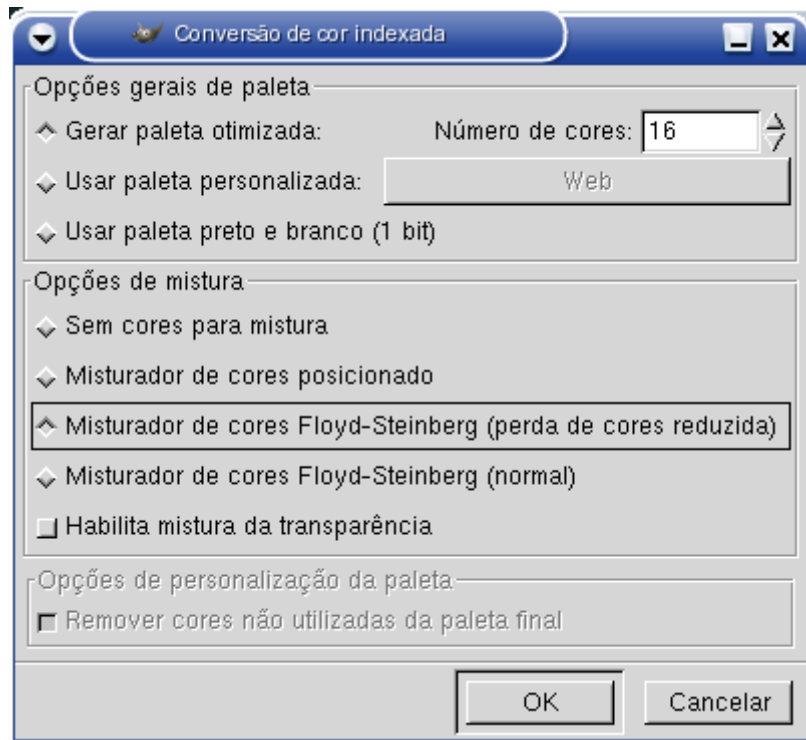 Conversão de cor indexada
Opções gerais de paleta
Gerar paleta otimizada: Número de cores: 16
Usar paleta personalizada: Web
Usar paleta preto e branco (1 bit)
Opções de mistura
Sem cores para mistura
Misturador de cores posicionado
Misturador de cores Floyd-Steinberg (perda de cores reduzida)
Misturador de cores Floyd-Steinberg (normal)
Habilita mistura da transparência
Opções de personalização da paleta
Remover cores não utilizadas da paleta final
OK Cancelar